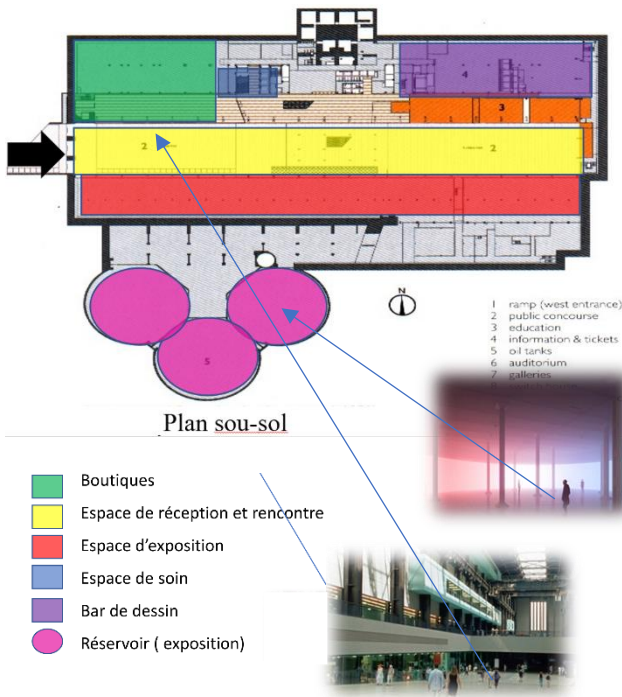 4
3
2
2
N
5
1 ramp (west entrance)
2 public concourse
3 education
4 information & tickets
5 oil tanks
6 auditorium
7 galleries
Plan sou-sol
Boutiques
Espace de réception et rencontre
Espace d'exposition
Espace de soin
Bar de dessin
Réservoir ( exposition)